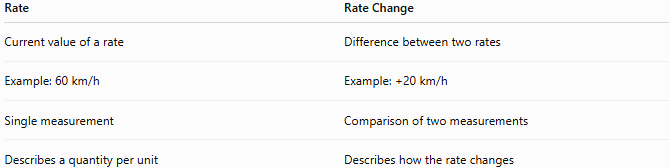 Rate Rate Change
Current value of a rate Difference between two rates
Example: 60 km/h Example: +20 km/h
Single measurement Comparison of two measurements
Describes a quantity per unit Describes how the rate changes